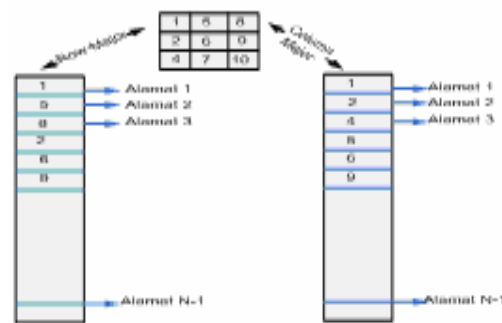 1 5 8
2 6 9
4 7 10
Major
Major
1
5
8
2
6
Alamat 1
Alamat 2
Alamat 3
Alamat N-1
1
2
4
5
6
9
Alamat 1
Alamat 2
Alamat 3
Alamat N-1